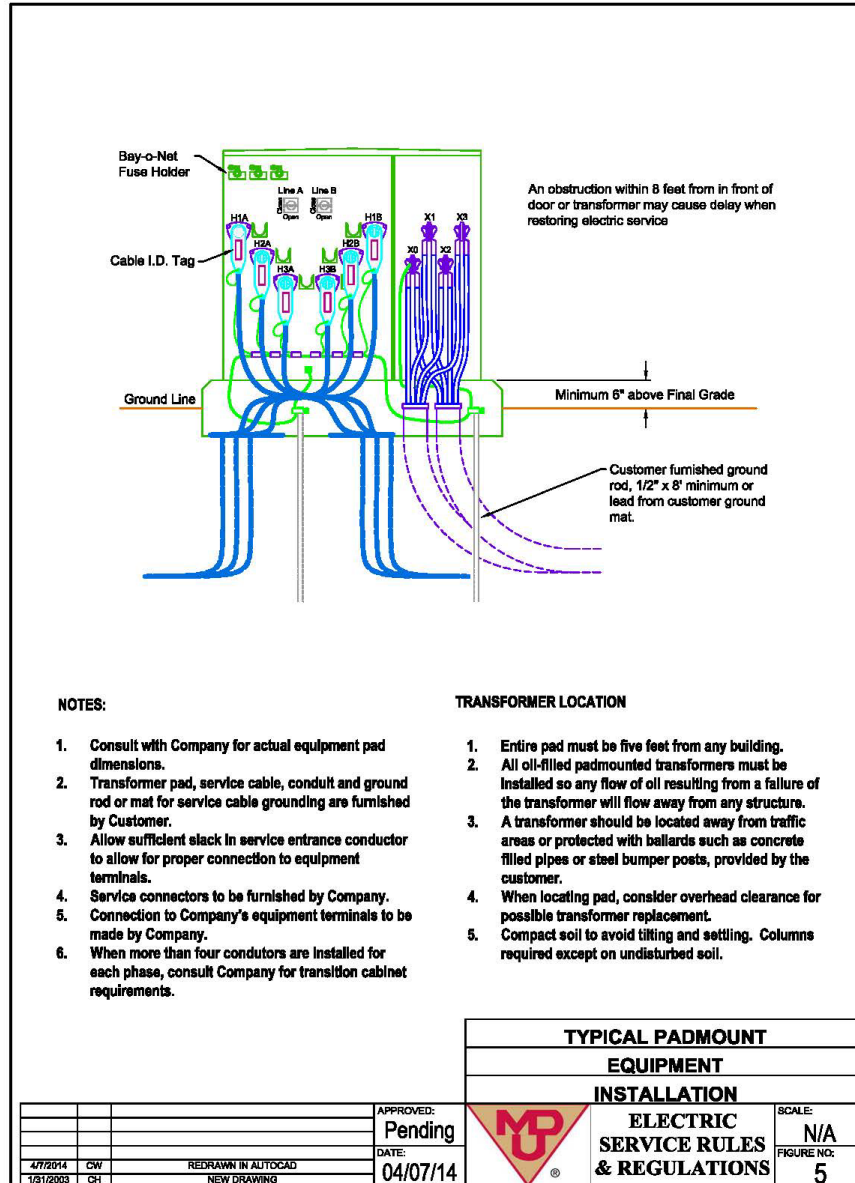 Bay-o-Net
Fuse Holder
Line A
Line B
Close
Open
Close
Open
H1A
H2A
H3A
H3B
H2B
H1B
Cable I.D. Tag
X1
X3
X0
X2
An obstruction within 8 feet from in front of
door or transformer may cause delay when
restoring electric service
Ground Line
Minimum 6" above Final Grade
Customer furnished ground
rod, 1/2" x 8' minimum or
lead from customer ground
mat.
NOTES:
1. Consult with Company for actual equipment pad
dimensions.
2. Transformer pad, service cable, conduit and ground
rod or mat for service cable grounding are furnished
by Customer.
3. Allow sufficient slack in service entrance conductor
to allow for proper connection to equipment
terminals.
4. Service connectors to be furnished by Company.
5. Connection to Company's equipment terminals to be
made by Company.
6. When more than four condutors are installed for
each phase, consult Company for transition cabinet
requirements.
TRANSFORMER LOCATION
1. Entire pad must be five feet from any building.
2. All oil-filled padmounted transformers must be
installed so any flow of oil resulting from a failure of
the transformer will flow away from any structure.
3. A transformer should be located away from traffic
areas or protected with ballards such as concrete
filled pipes or steel bumper posts, provided by the
customer.
4. When locating pad, consider overhead clearance for
possible transformer replacement.
5. Compact soil to avoid tilting and settling. Columns
required except on undisturbed soil.
TYPICAL PADMOUNT
EQUIPMENT
INSTALLATION
4/7/2014 CW REDRAWN IN AUTOCAD
1/31/2003 CH NEW DRAWING
APPROVED:
Pending
DATE:
04/07/14
MDU
®
ELECTRIC
SERVICE RULES
& REGULATIONS
SCALE:
N/A
FIGURE NO:
5